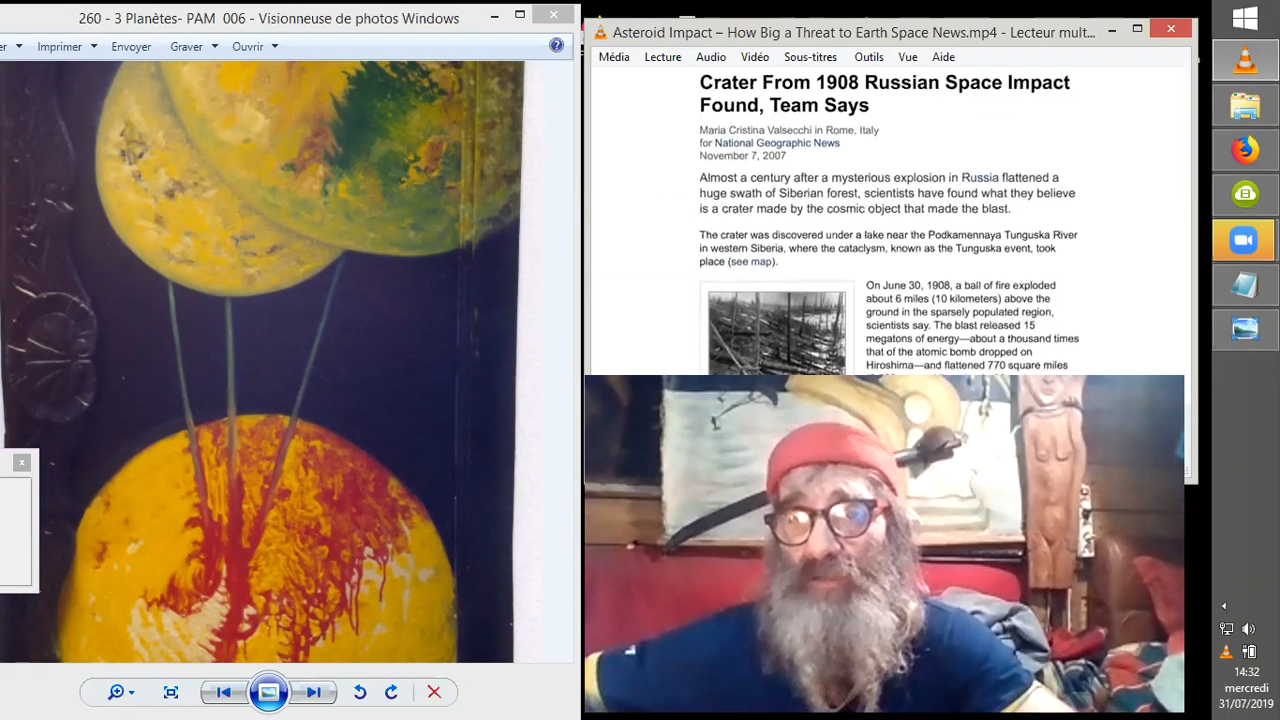 260 - 3 Planètes- PAM 006 - Visionneuse de photos Windows
Imprimer
Envoyer
Graver
Ouvrir
Asteroid Impact – How Big a Threat to Earth Space News.mp4 - Lecteur mult...
Média Lecture Audio Vidéo Sous-titres Outils Vue Aide
Crater From 1908 Russian Space Impact
Found, Team Says
Maria Cristina Valsecchi in Rome, Italy
for National Geographic News
November 7, 2007
Almost a century after a mysterious explosion in Russia flattened a
huge swath of Siberian forest, scientists have found what they believe
is a crater made by the cosmic object that made the blast.
The crater was discovered under a lake near the Podkamennaya Tunguska River
in western Siberia, where the cataclysm, known as the Tunguska event, took
place (see map).
On June 30, 1908, a ball of fire exploded
about 6 miles (10 kilometers) above the
ground in the sparsely populated region,
scientists say. The blast released 15
megatons of energy—about a thousand times
that of the atomic bomb dropped on
Hiroshima—and flattened 770 square miles
14:32
mercredi
31/07/2019